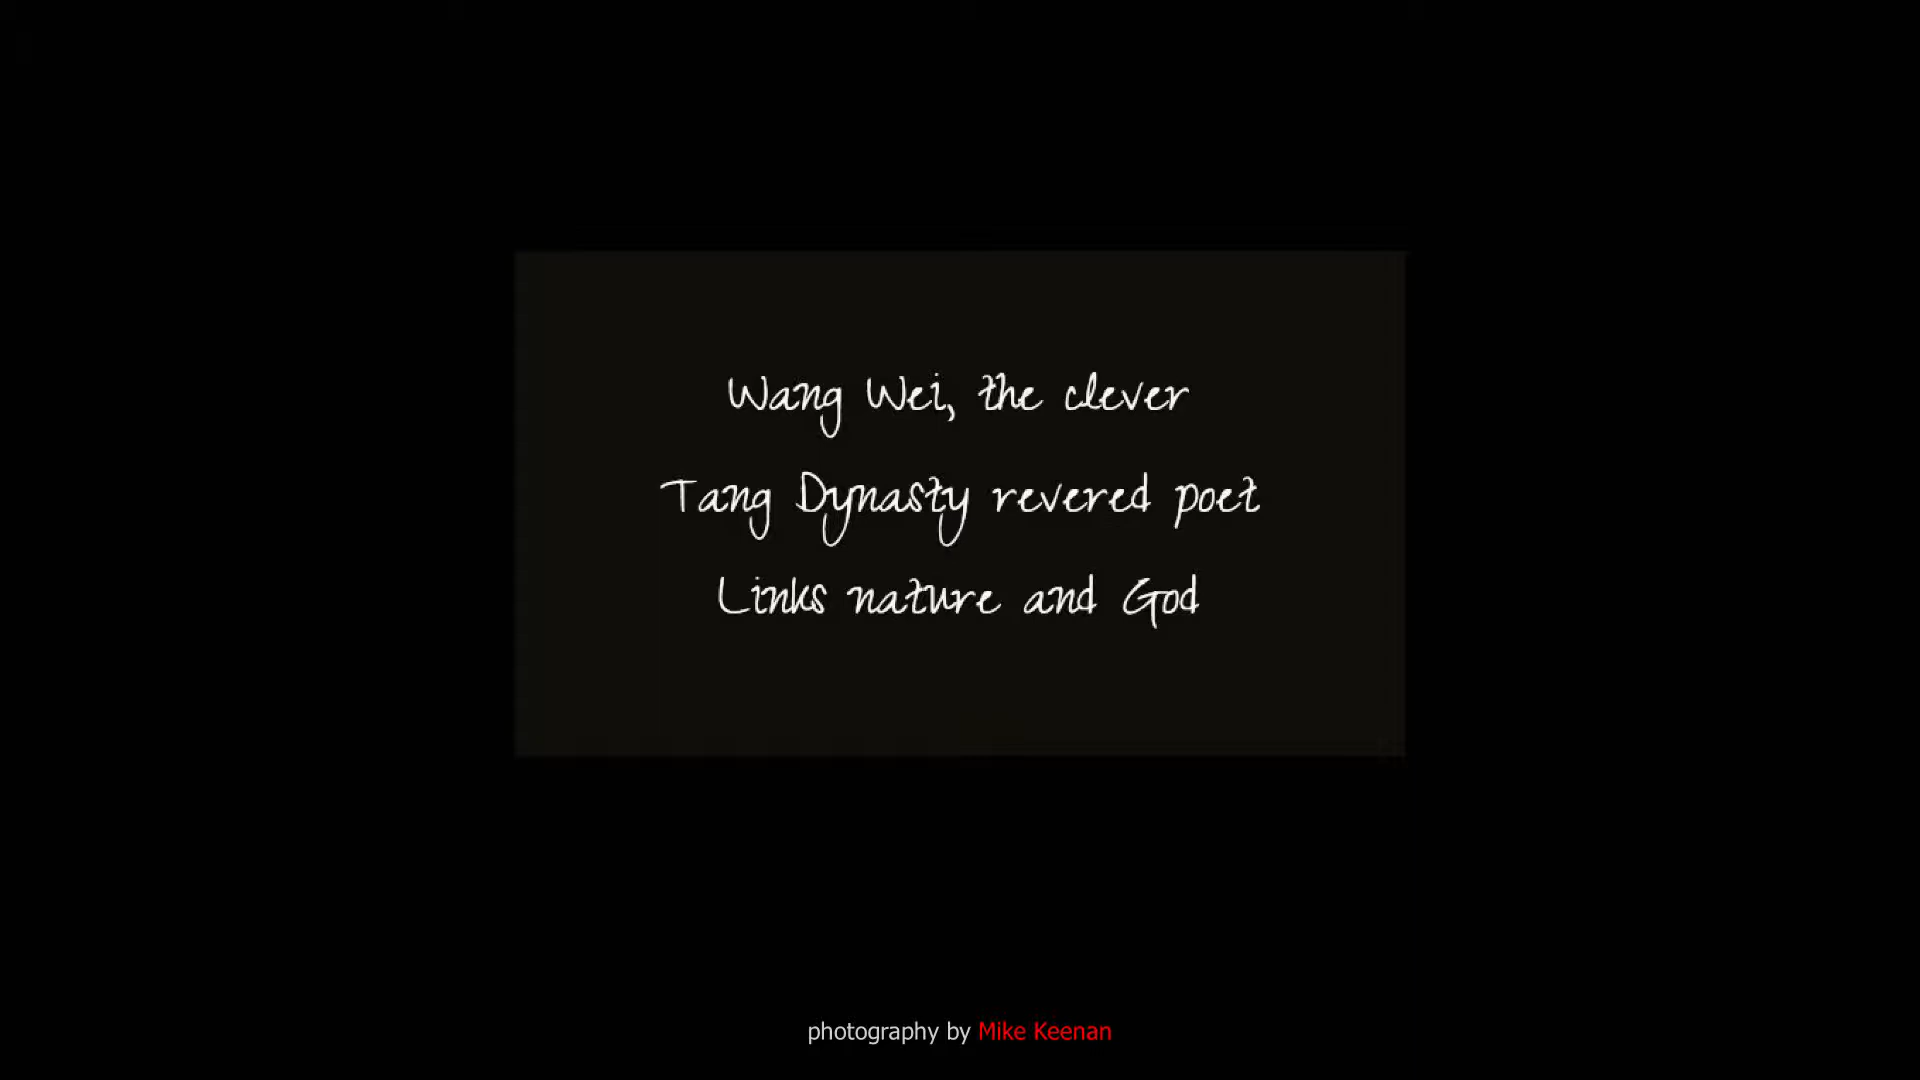 Wang Wei, the clever
Tang Dynasty revered poet
Links nature and God
photography by Mike Keenan